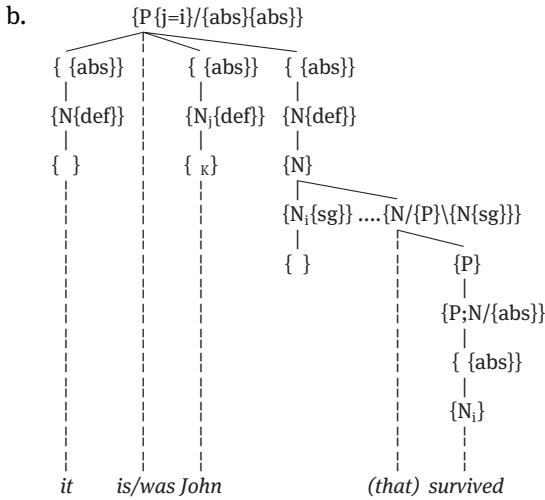 b. {P{j=i}/{abs}{abs}}
{ {abs}} { {abs}} { {abs}}
{N{def}} {Nⱼ{def}} {N{def}}
{ } { K} {N}
{Nᵢ{sg}} ....{N/{P}\{N{sg}}}
{ } {P}
{P;N/{abs}}
{ {abs}}
{Nᵢ}
it is/was John (that) survived